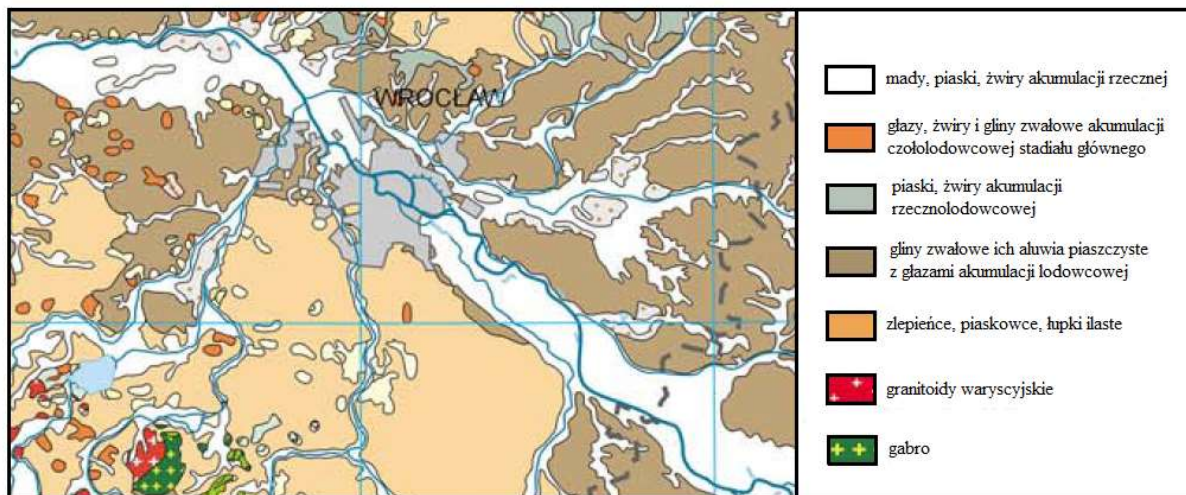 WROCŁAW
mady, piaski, żwiry akumulacji rzecznej
głazy, żwiry i gliny zwałowe akumulacji
czołolodowcowej stadiału głównego
piaski, żwiry akumulacji
rzecznolodowcowej
gliny zwałowe ich aluwia piaszczyste
z głazami akumulacji lodowcowej
zlepieńce, piaskowce, łupki ilaste
granitoidy waryscyjskie
gabro